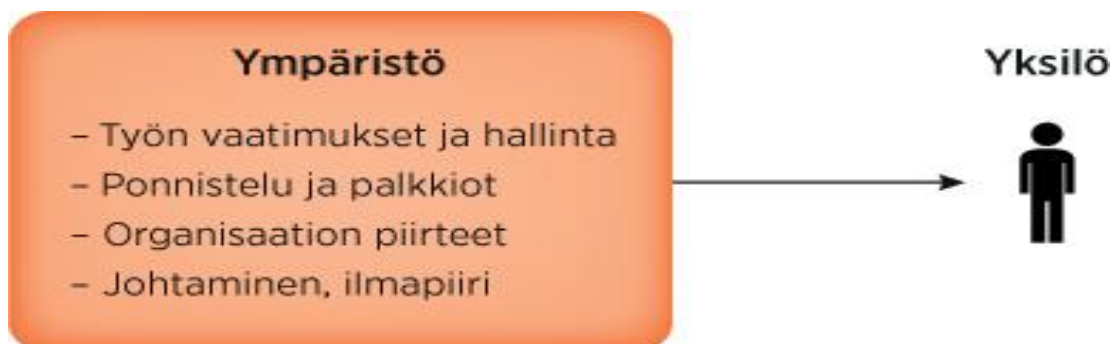 Ympäristö
– Työn vaatimukset ja hallinta
– Ponnistelu ja palkkiot
– Organisaation piirteet
– Johtaminen, ilmapiiri
Yksilö